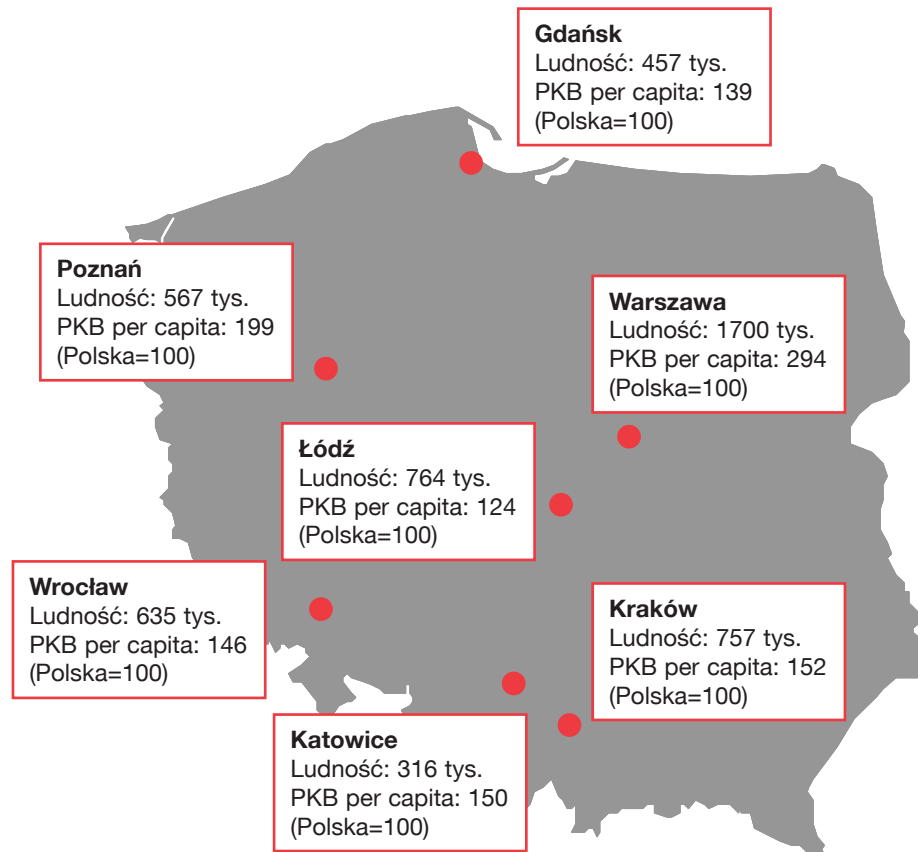 Gdańsk
Ludność: 457 tys.
PKB per capita: 139
(Polska=100)
Poznań
Ludność: 567 tys.
PKB per capita: 199
(Polska=100)
Warszawa
Ludność: 1700 tys.
PKB per capita: 294
(Polska=100)
Łódź
Ludność: 764 tys.
PKB per capita: 124
(Polska=100)
Wrocław
Ludność: 635 tys.
PKB per capita: 146
(Polska=100)
Kraków
Ludność: 757 tys.
PKB per capita: 152
(Polska=100)
Katowice
Ludność: 316 tys.
PKB per capita: 150
(Polska=100)